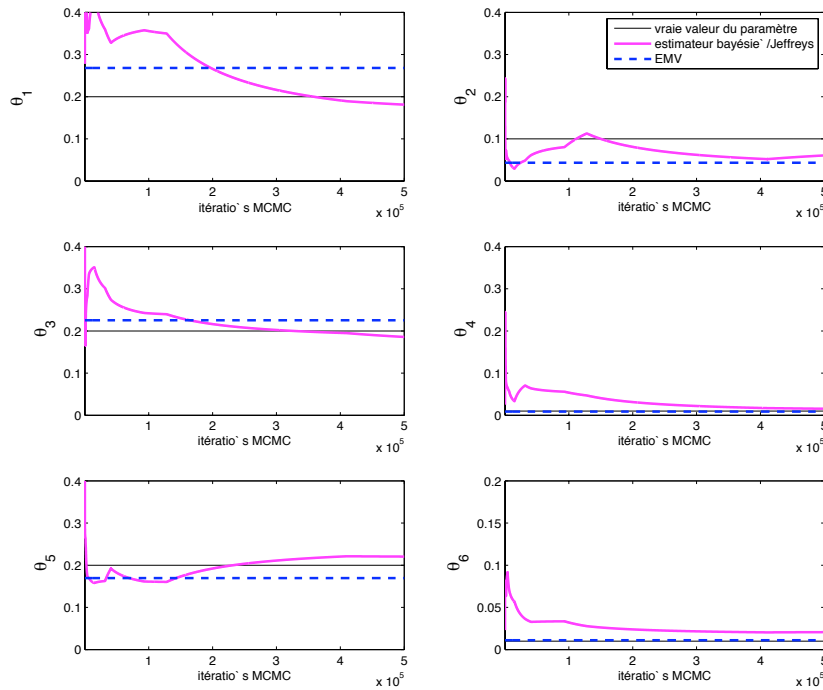 0.4
0.3
0.2
0.1
0
θ1
1 2 3 4 5
itératio` s MCMC
x 10^5
0.4
0.3
0.2
0.1
0
θ2
vraie valeur du paramètre
estimateur bayésie` /Jeffreys
EMV
1 2 3 4 5
itératio` s MCMC
x 10^5
0.4
0.3
0.2
0.1
0
θ3
1 2 3 4 5
itératio` s MCMC
x 10^5
0.4
0.3
0.2
0.1
0
θ4
1 2 3 4 5
itératio` s MCMC
x 10^5
0.4
0.3
0.2
0.1
0
θ5
1 2 3 4 5
itératio` s MCMC
x 10^5
0.2
0.15
0.1
0.05
0
θ6
1 2 3 4 5
itératio` s MCMC
x 10^5